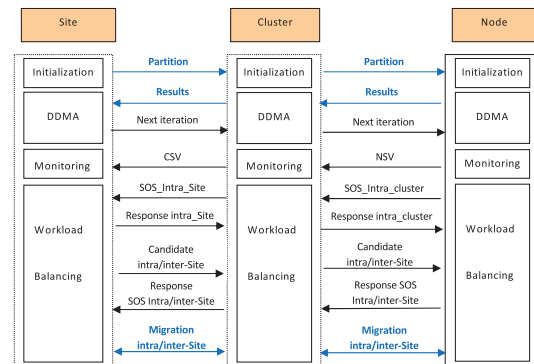 Site Cluster Node
Initialization Partition Initialization Partition Initialization
Results Results
DDMA DDMA DDMA
Next iteration Next iteration
Monitoring CSV Monitoring NSV Monitoring
SOS_Intra_Site SOS_Intra_cluster
Response intra_Site Response intra_cluster
Workload Workload Workload
Candidate Candidate
intra/inter-Site intra/inter-Site
Balancing Balancing Balancing
Response Response SOS
SOS Intra/inter-Site Intra/inter-Site
Migration Migration
intra/inter-Site intra/inter-Site